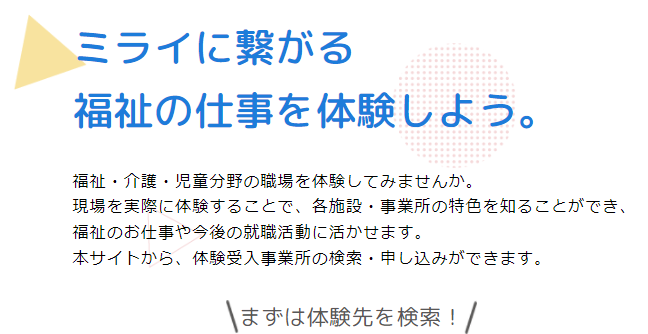 ミライに繋がる
福祉の仕事を体験しよう。
福祉・介護・児童分野の職場を体験してみませんか。
現場を実際に体験することで、各施設・事業所の特色を知ることができ、
福祉のお仕事や今後の就職活動に活かせます。
本サイトから、体験受入事業所の検索・申し込みができます。
まずは体験先を検索！